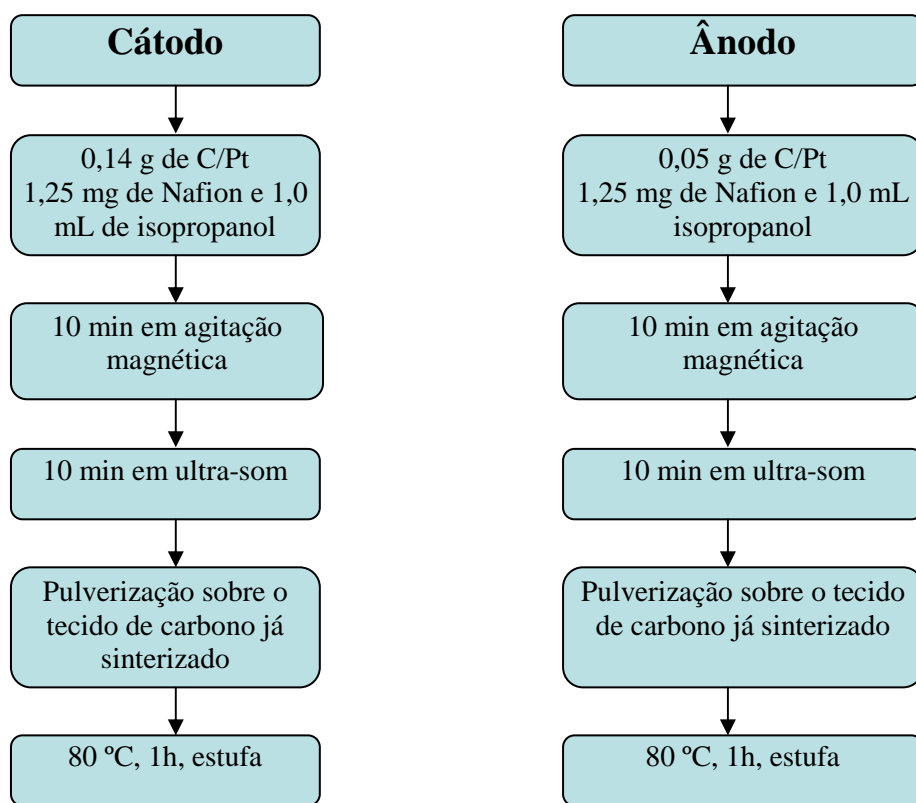 Cátodo
0,14 g de C/Pt
1,25 mg de Nafion e 1,0
mL de isopropanol
10 min em agitação
magnética
10 min em ultra-som
Pulverização sobre o
tecido de carbono já
sinterizado
80 ºC, 1h, estufa
Ânodo
0,05 g de C/Pt
1,25 mg de Nafion e 1,0 mL
isopropanol
10 min em agitação
magnética
10 min em ultra-som
Pulverização sobre o tecido
de carbono já sinterizado
80 ºC, 1h, estufa